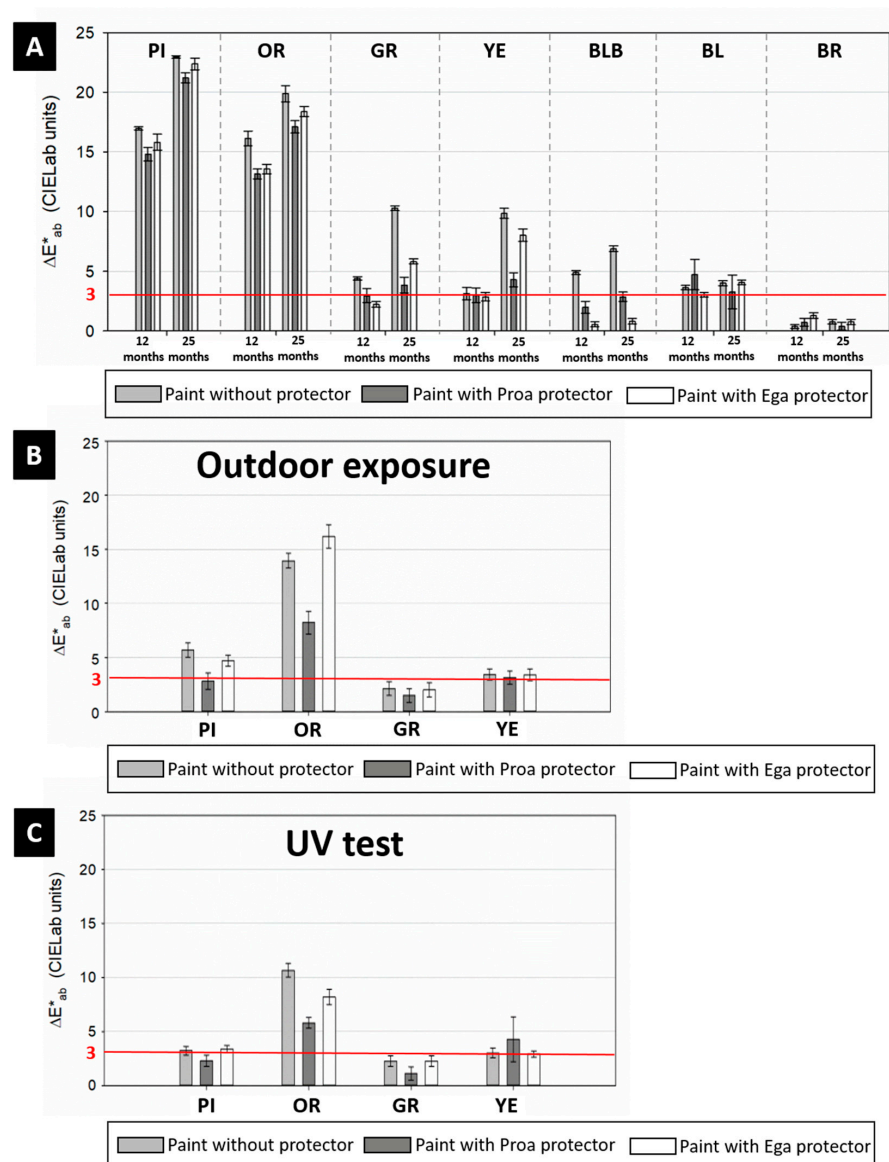 A
PI OR GR YE BLB BL BR
ΔE*ab (CIELab units)
25
20
15
10
5
3
0
12 months 25 months 12 months 25 months 12 months 25 months 12 months 25 months 12 months 25 months 12 months 25 months 12 months 25 months
Paint without protector Paint with Proa protector Paint with Ega protector
B
Outdoor exposure
ΔE*ab (CIELab units)
25
20
15
10
5
3
0
PI OR GR YE
Paint without protector Paint with Proa protector Paint with Ega protector
C
UV test
ΔE*ab (CIELab units)
25
20
15
10
5
3
0
PI OR GR YE
Paint without protector Paint with Proa protector Paint with Ega protector